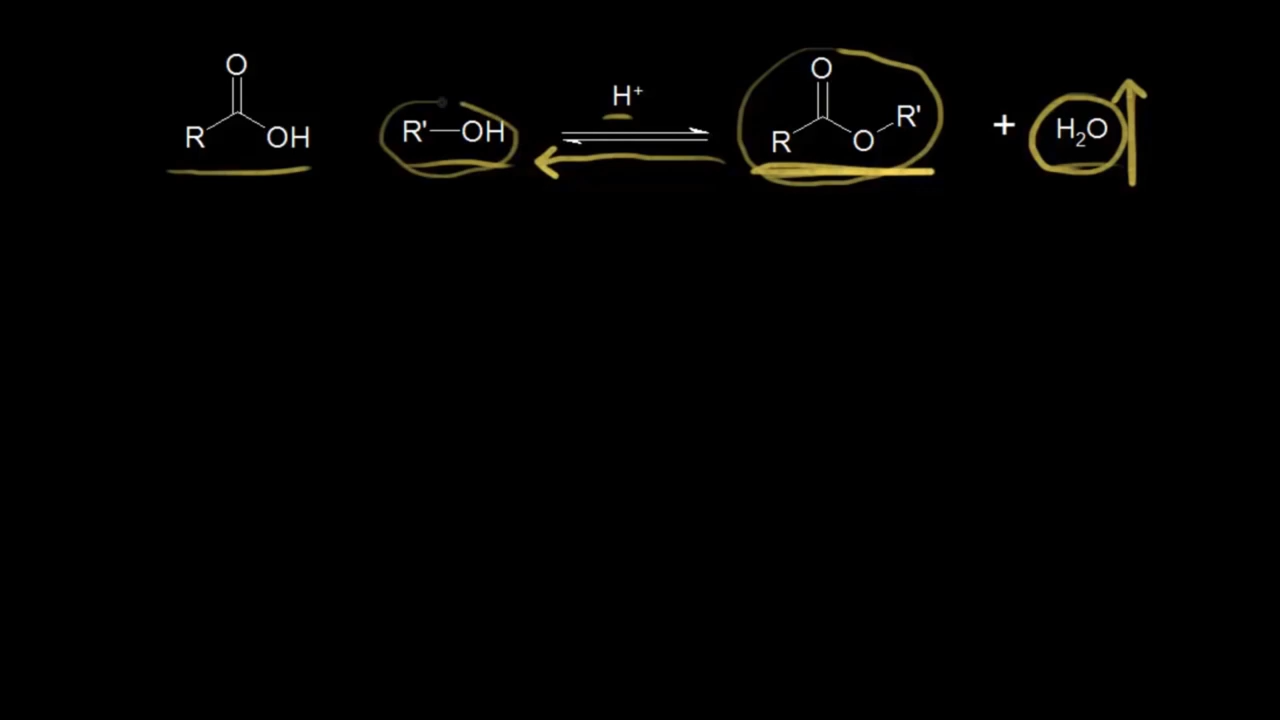 O O
R OH R'—OH H⁺ R O R' + H₂O